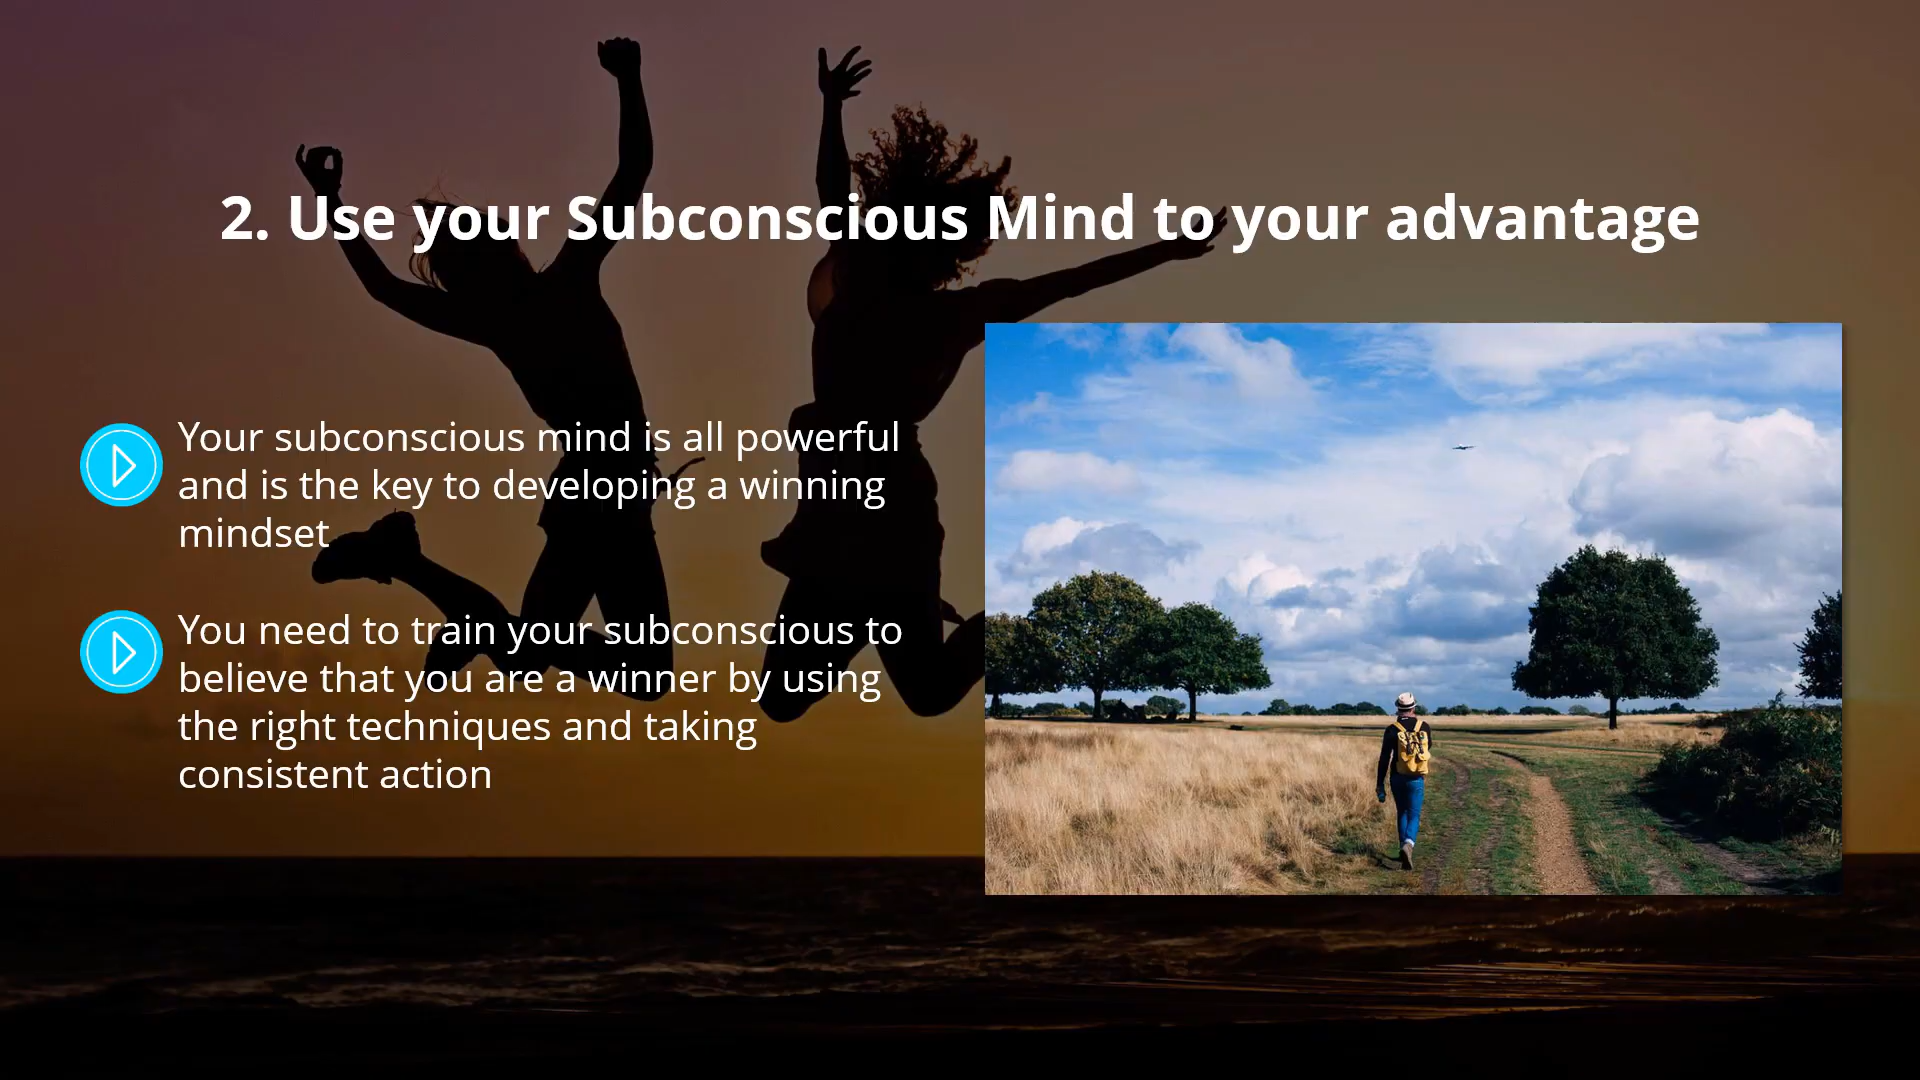 2. Use your Subconscious Mind to your advantage
Your subconscious mind is all powerful
and is the key to developing a winning
mindset
You need to train your subconscious to
believe that you are a winner by using
the right techniques and taking
consistent action